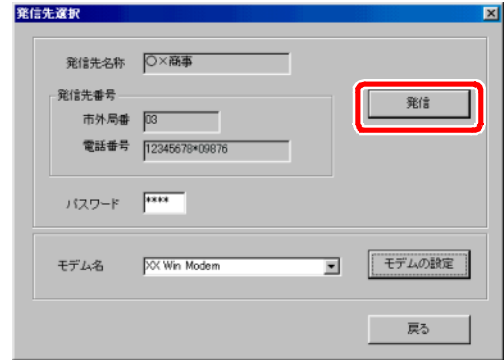 発信先選択
発信先名称 〇×商事
発信
発信先番号
市外局番 03
電話番号 12345678*09876
パスワード ****
モデム名 XX Win Modem
モデムの設定
戻る